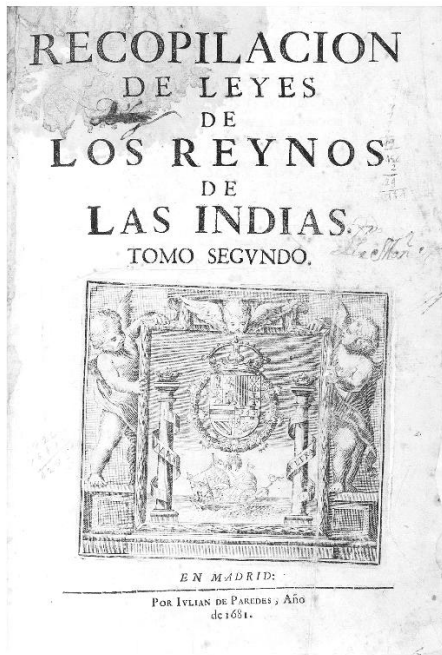 RECOPILACION
DE LEYES
DE
LOS REYNOS
DE
LAS INDIAS.
TOMO SEGVNDO.
EN MADRID:
POR IVLIAN DE PAREDES, Año
de 1681.